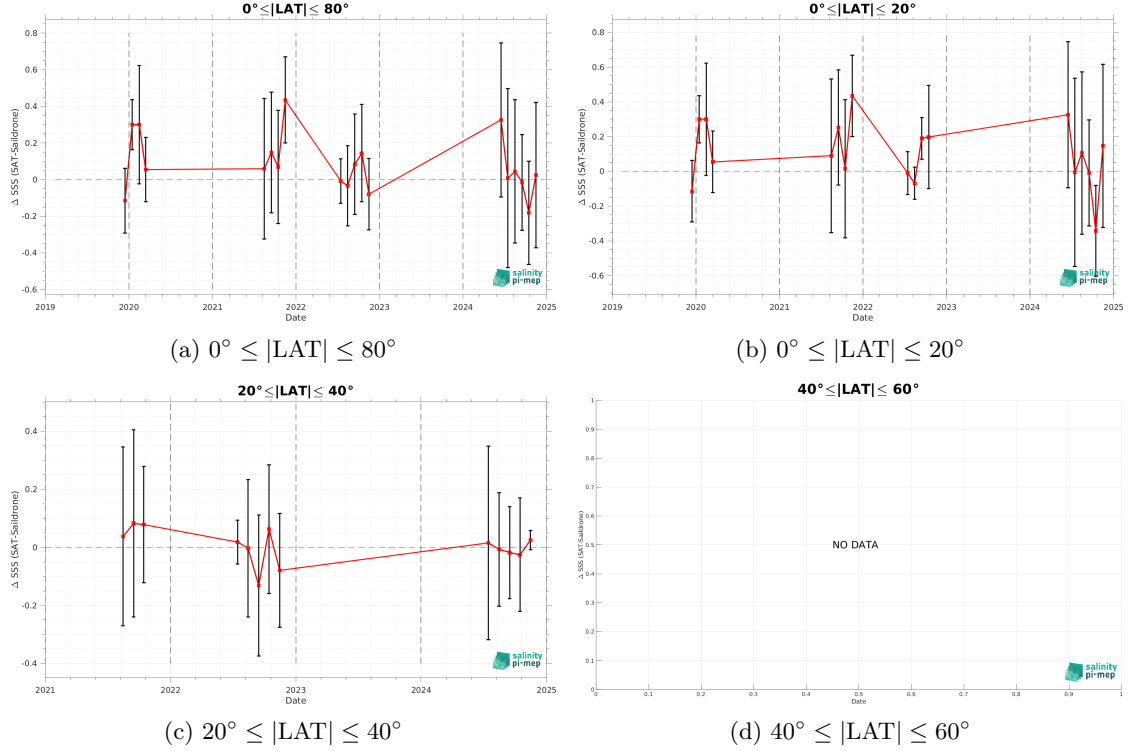 0°≤|LAT|≤ 80°
Δ SSS (SAT-Saildrone)
0.8
0.6
0.4
0.2
0
-0.2
-0.4
-0.6
2019 2020 2021 2022 2023 2024 2025
Date
salinity
pi-mep
(a) 0° ≤ |LAT| ≤ 80°
0°≤|LAT|≤ 20°
Δ SSS (SAT-Saildrone)
0.8
0.6
0.4
0.2
0
-0.2
-0.4
-0.6
2019 2020 2021 2022 2023 2024 2025
Date
salinity
pi-mep
(b) 0° ≤ |LAT| ≤ 20°
20°≤|LAT|≤ 40°
Δ SSS (SAT-Saildrone)
0.4
0.2
0
-0.2
-0.4
2021 2022 2023 2024 2025
Date
salinity
pi-mep
(c) 20° ≤ |LAT| ≤ 40°
40°≤|LAT|≤ 60°
Δ SSS (SAT-Saildrone)
1
0.9
0.8
0.7
0.6
0.5
0.4
0.3
0.2
0.1
0
NO DATA
0 0.1 0.2 0.3 0.4 0.5 0.6 0.7 0.8 0.9 1
Date
salinity
pi-mep
(d) 40° ≤ |LAT| ≤ 60°